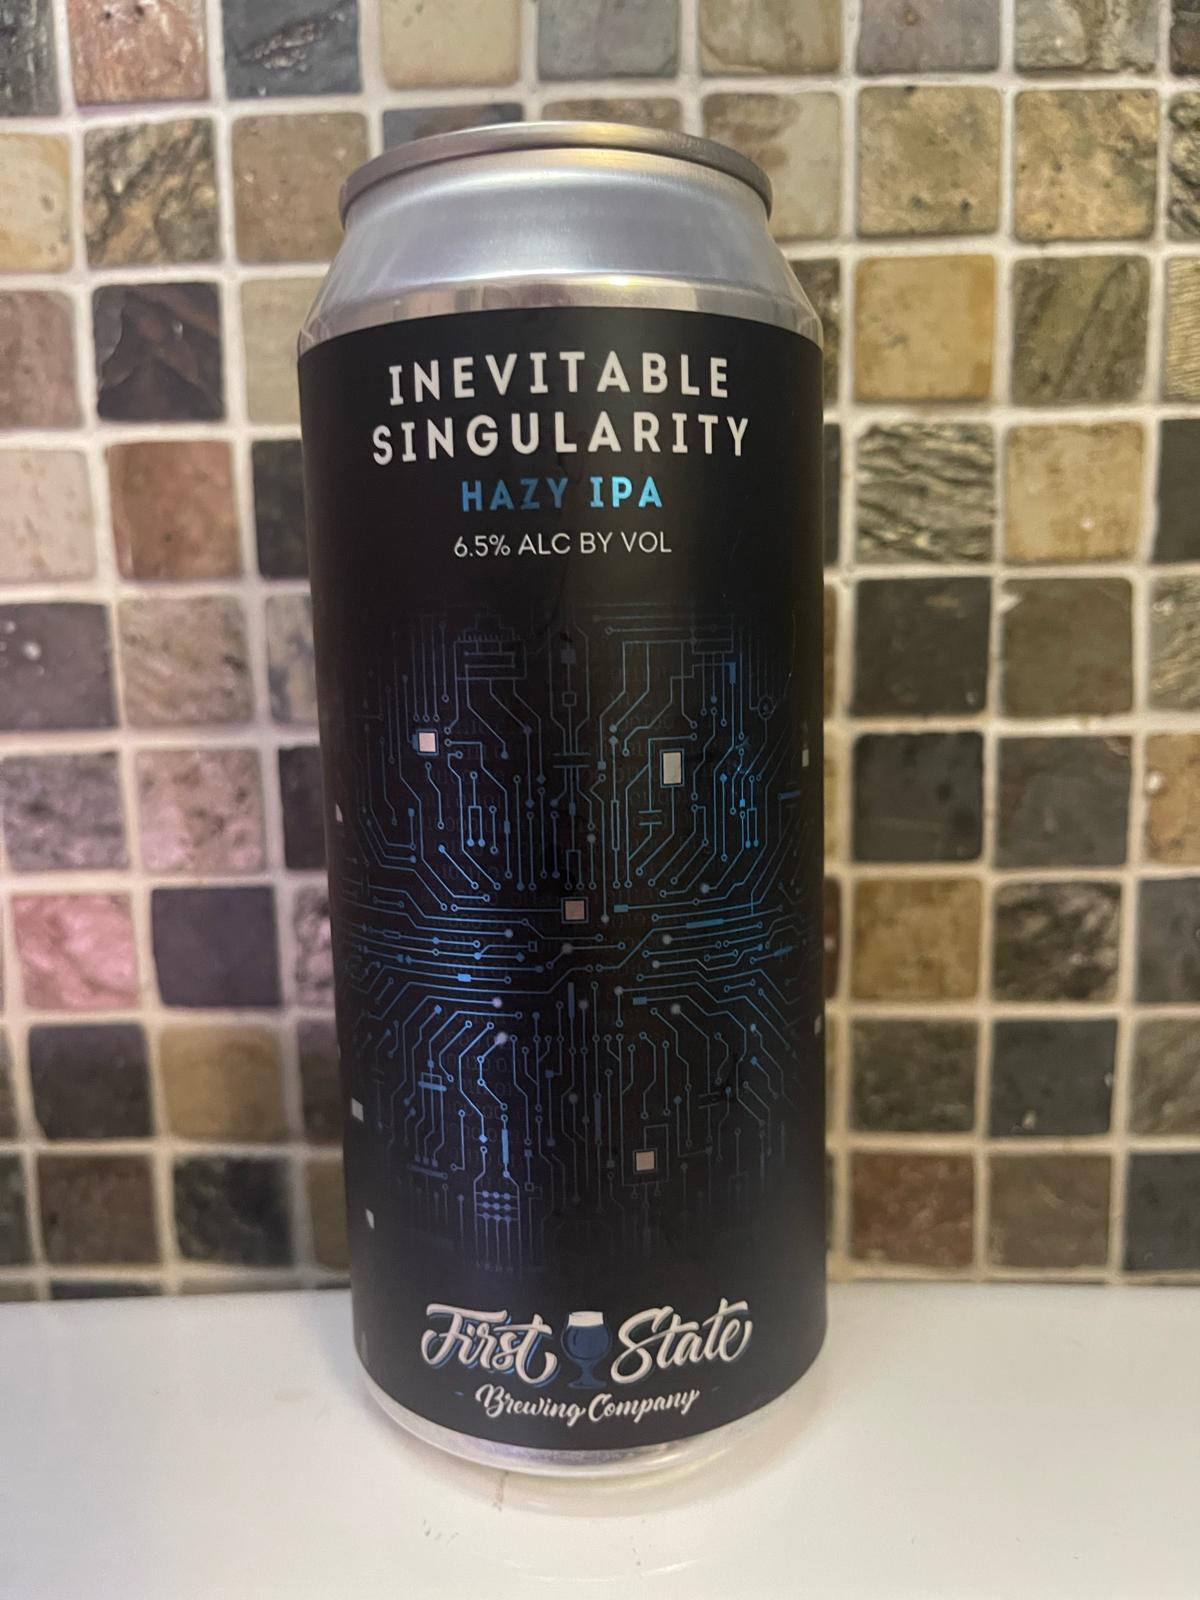 INEVITABLE
SINGULARITY
HAZY IPA
6.5% ALC BY VOL
First State
Brewing Company